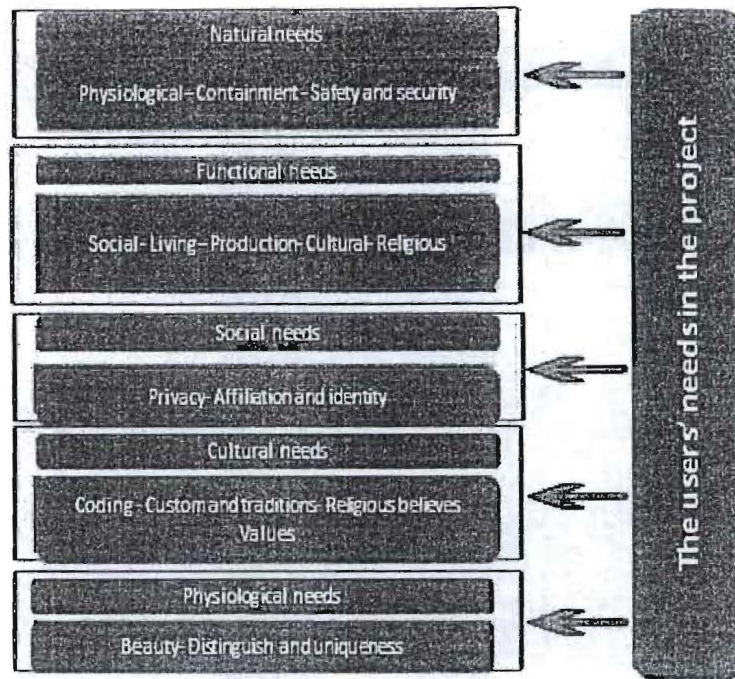 Natural needs
Physiological - Containment - Safety and security
Functional needs
Social - Living - Production - Cultural - Religious
Social needs
Privacy - Affiliation and identity
Cultural needs
Coding - Custom and traditions - Religious believes
Values
Physiological needs
Beauty - Distinguish and uniqueness
The users' needs in the project